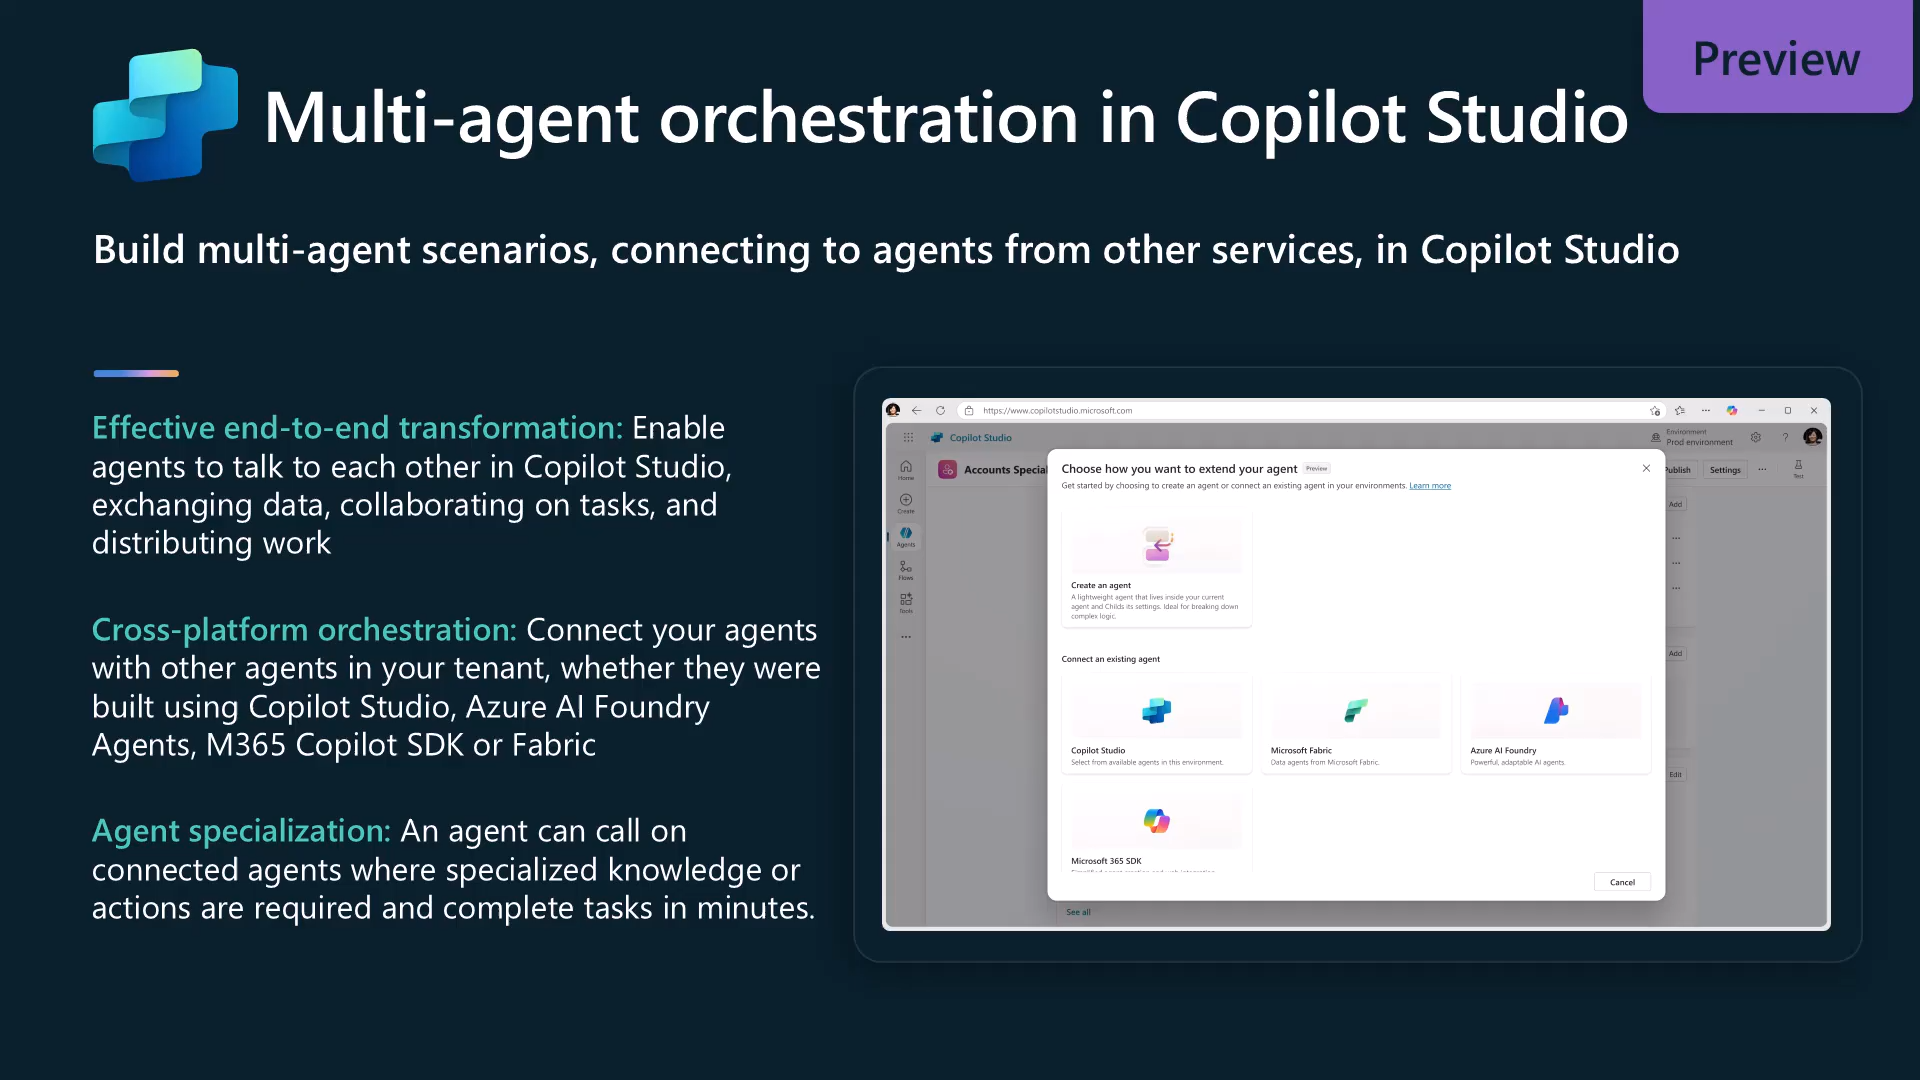 Preview
Multi-agent orchestration in Copilot Studio
Build multi-agent scenarios, connecting to agents from other services, in Copilot Studio
Effective end-to-end transformation: Enable
agents to talk to each other in Copilot Studio,
exchanging data, collaborating on tasks, and
distributing work
Cross-platform orchestration: Connect your agents
with other agents in your tenant, whether they were
built using Copilot Studio, Azure AI Foundry
Agents, M365 Copilot SDK or Fabric
Agent specialization: An agent can call on
connected agents where specialized knowledge or
actions are required and complete tasks in minutes.
https://www.copilotstudio.microsoft.com
Copilot Studio
Environment
Prod environment
Home
Create
Agents
Flows
Tools
Accounts Special
Publish
Settings
Test
Add
Add
Edit
See all
Choose how you want to extend your agent Preview
Get started by choosing to create an agent or connect an existing agent in your environments. Learn more
Create an agent
A lightweight agent that lives inside your current
agent and Childs its settings. Ideal for breaking down
complex logic.
Connect an existing agent
Copilot Studio
Select from available agents in this environment.
Microsoft Fabric
Data agents from Microsoft Fabric.
Azure AI Foundry
Powerful, adaptable AI agents.
Microsoft 365 SDK
Cancel